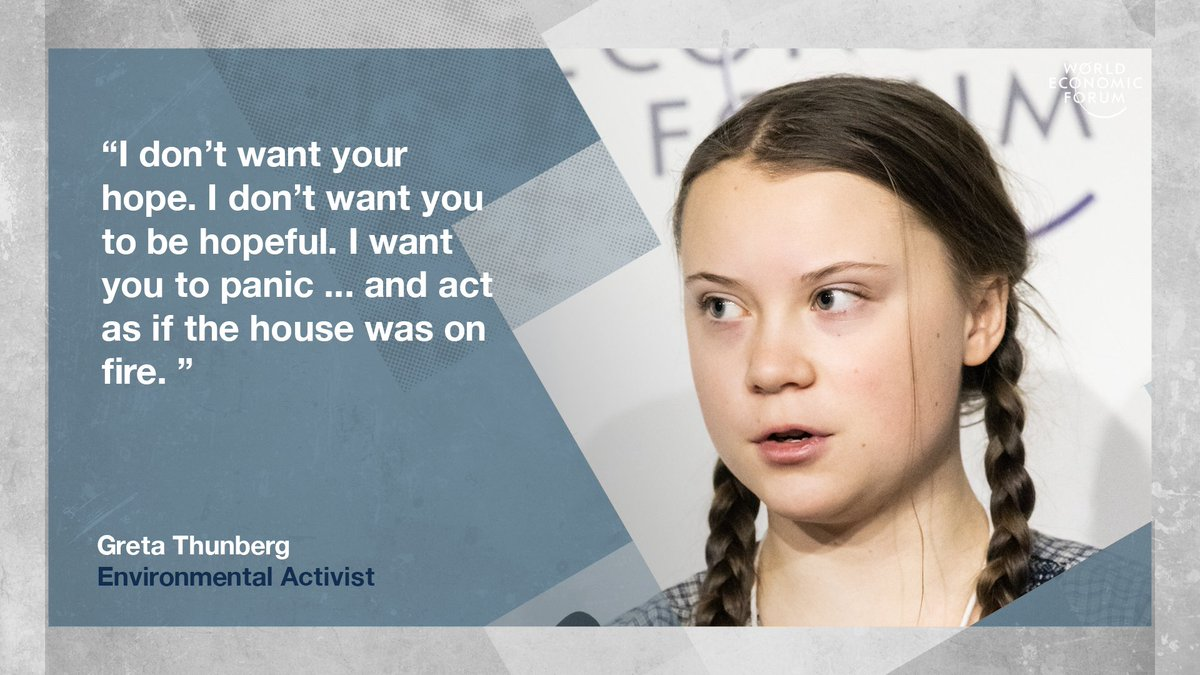 “I don’t want your
hope. I don’t want you
to be hopeful. I want
you to panic ... and act
as if the house was on
fire. ”
Greta Thunberg
Environmental Activist
WORLD
ECONOMIC
FORUM